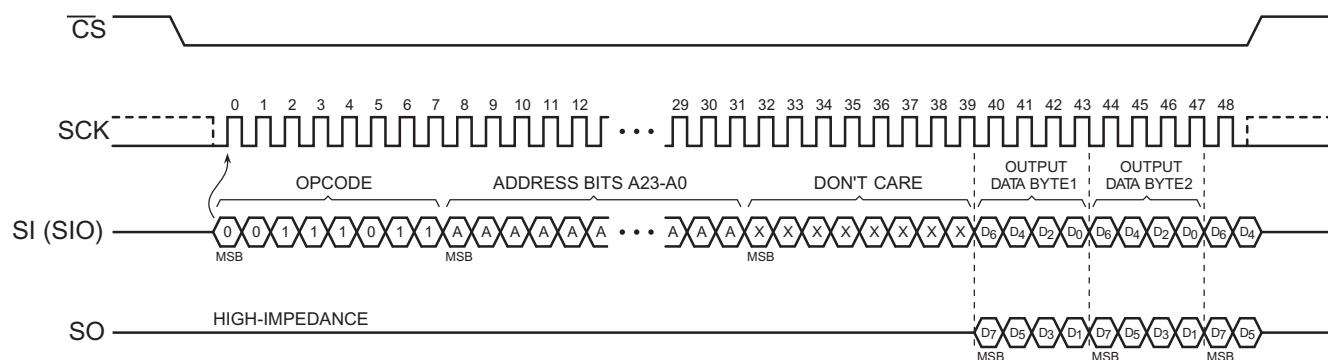 CS
0 1 2 3 4 5 6 7 8 9 10 11 12 29 30 31 32 33 34 35 36 37 38 39 40 41 42 43 44 45 46 47 48
SCK
OPCODE ADDRESS BITS A23-A0 DON'T CARE OUTPUT DATA BYTE1 OUTPUT DATA BYTE2
SI (SIO) 0 0 1 1 1 0 1 1 A A A A A A A A A X X X X X X X X D6 D4 D2 D0 D6 D4 D2 D0 D6 D4
MSB MSB MSB
HIGH-IMPEDANCE
SO D7 D5 D3 D1 D7 D5 D3 D1 D7 D5
MSB MSB MSB